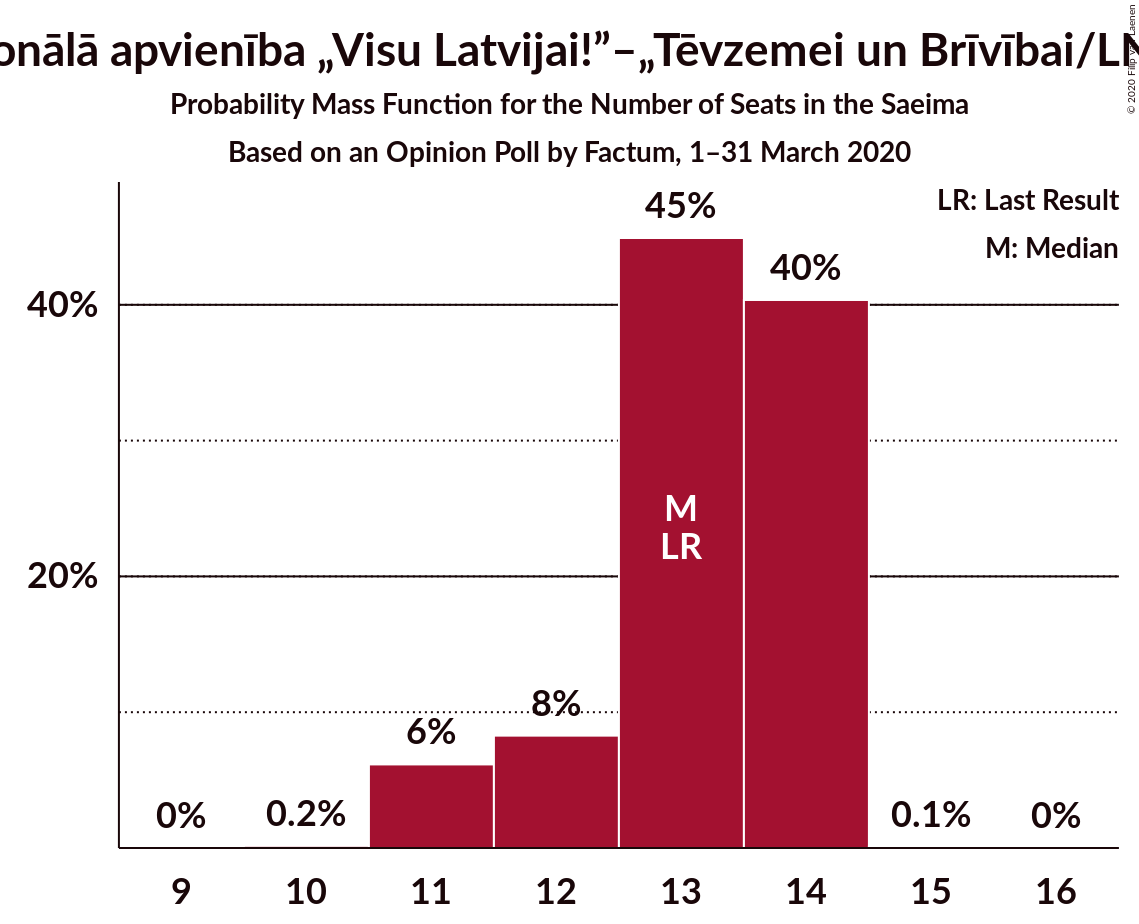 onālā apvienība „Visu Latvijai!”–„Tēvzemei un Brīvībai/LN
© 2020 Filip van Laenen
Probability Mass Function for the Number of Seats in the Saeima
Based on an Opinion Poll by Factum, 1–31 March 2020
LR: Last Result
M: Median
45%
40%
40%
M
LR
20%
8%
6%
0%
0.2%
0.1%
0%
9 10 11 12 13 14 15 16